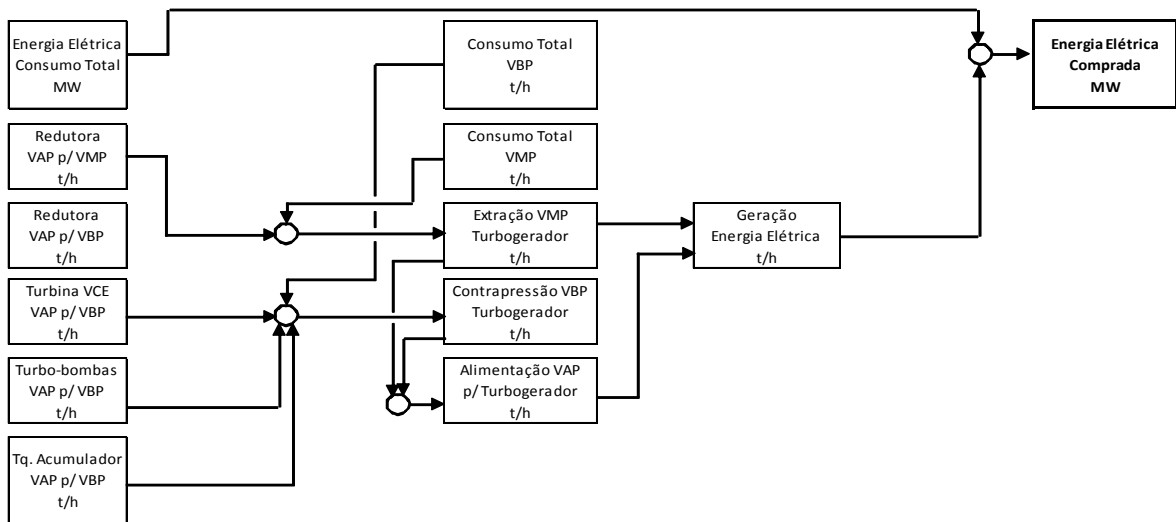 Energia Elétrica
Consumo Total
MW
Redutora
VAP p/ VMP
t/h
Redutora
VAP p/ VBP
t/h
Turbina VCE
VAP p/ VBP
t/h
Turbo-bombas
VAP p/ VBP
t/h
Tq. Acumulador
VAP p/ VBP
t/h
Consumo Total
VBP
t/h
Consumo Total
VMP
t/h
Extração VMP
Turbogerador
t/h
Contrapressão VBP
Turbogerador
t/h
Alimentação VAP
p/ Turbogerador
t/h
Geração
Energia Elétrica
t/h
Energia Elétrica
Comprada
MW